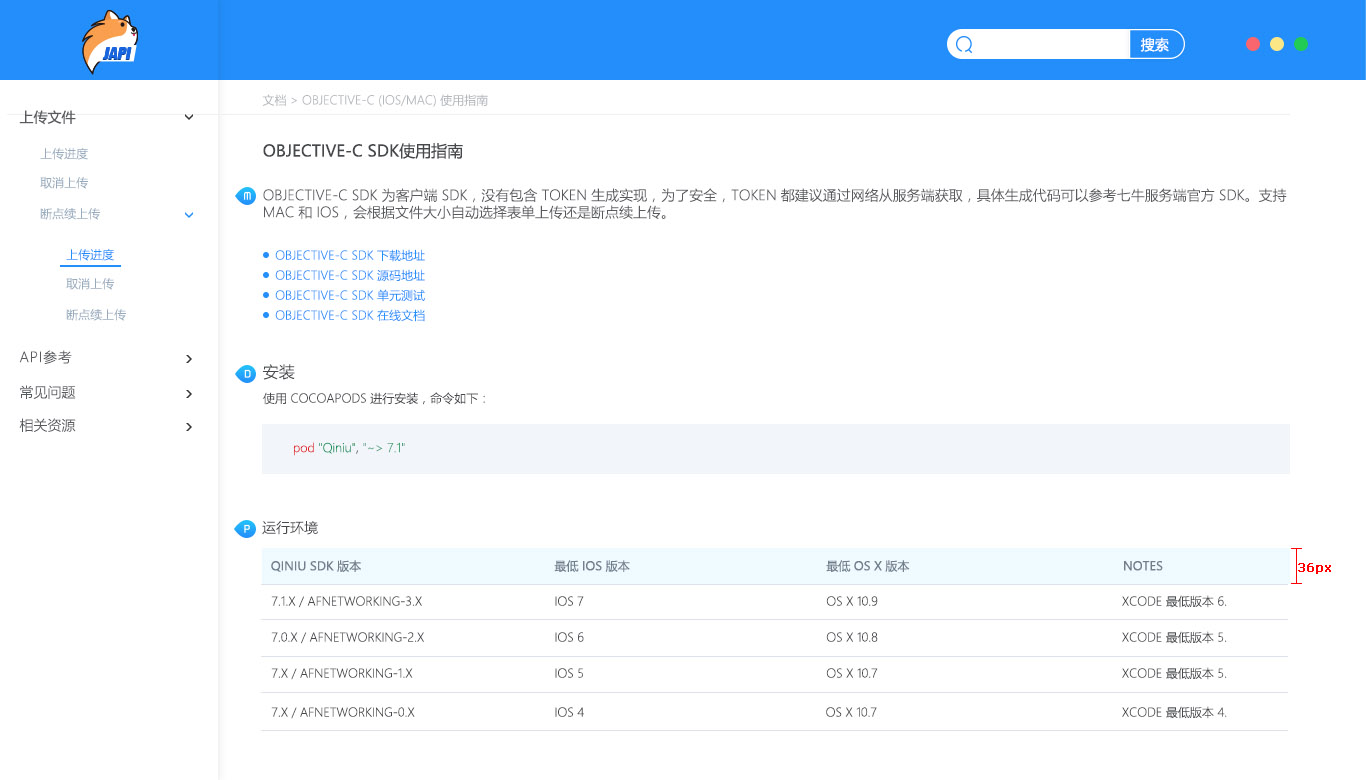 JAPI
搜索
文档 > OBJECTIVE-C (IOS/MAC) 使用指南
上传文件
上传进度
取消上传
断点续上传
上传进度
取消上传
断点续上传
API参考
常见问题
相关资源
OBJECTIVE-C SDK使用指南
m
OBJECTIVE-C SDK 为客户端 SDK，没有包含 TOKEN 生成实现，为了安全，TOKEN 都建议通过网络从服务端获取，具体生成代码可以参考七牛服务端官方 SDK。支持
MAC 和 IOS，会根据文件大小自动选择表单上传还是断点续上传。
OBJECTIVE-C SDK 下载地址
OBJECTIVE-C SDK 源码地址
OBJECTIVE-C SDK 单元测试
OBJECTIVE-C SDK 在线文档
D 安装
使用 COCOAPODS 进行安装，命令如下：
pod "Qiniu", "~> 7.1"
P 运行环境
QINIU SDK 版本 最低 IOS 版本 最低 OS X 版本 NOTES
36px
7.1.X / AFNETWORKING-3.X IOS 7 OS X 10.9 XCODE 最低版本 6.
7.0.X / AFNETWORKING-2.X IOS 6 OS X 10.8 XCODE 最低版本 5.
7.X / AFNETWORKING-1.X IOS 5 OS X 10.7 XCODE 最低版本 5.
7.X / AFNETWORKING-0.X IOS 4 OS X 10.7 XCODE 最低版本 4.